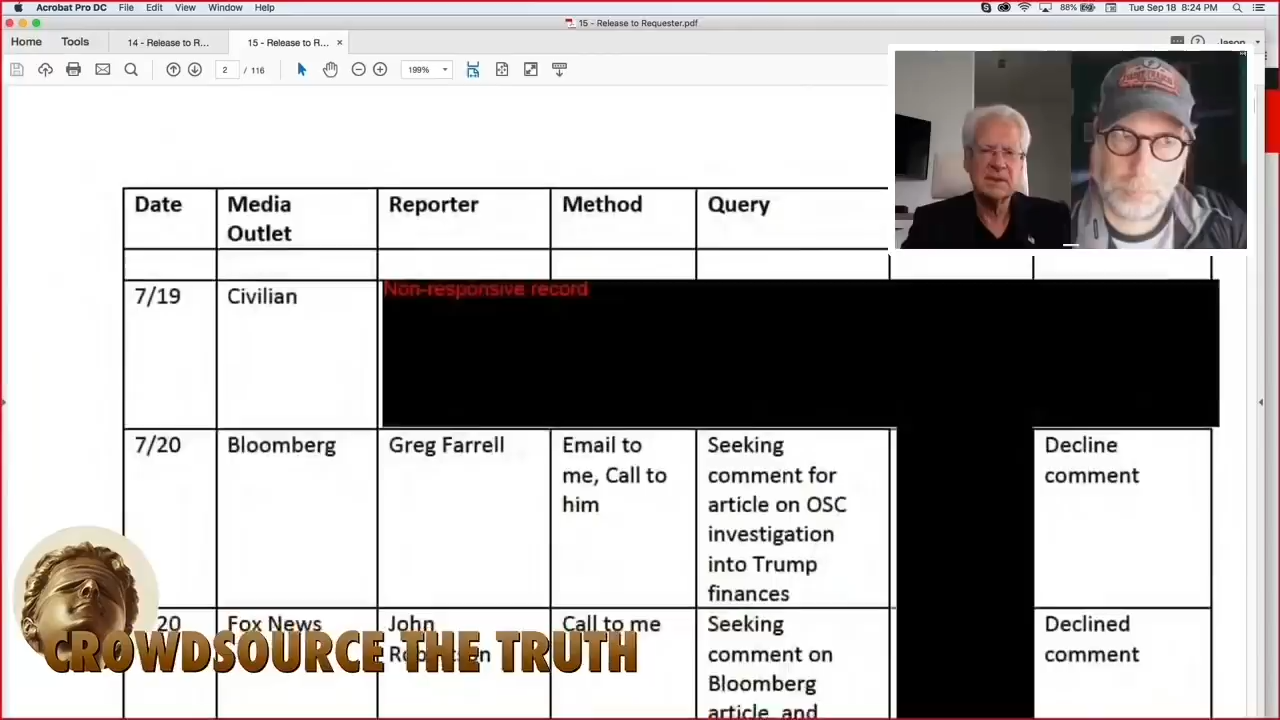 Acrobat Pro DC File Edit View Window Help 88% Tue Sep 18 8:24 PM
15 - Release to Requester.pdf
Home Tools 14 - Release to R... 15 - Release to R... × Jason
2 / 116 199%
Date Media Outlet Reporter Method Query
7/19 Civilian Non-responsive record
7/20 Bloomberg Greg Farrell Email to Seeking Decline
me, Call to comment for comment
him article on OSC
investigation
into Trump
finances
20 Fox News John Call to me Seeking Declined
comment on comment
Bloomberg
article, and
CROWDSOURCE THE TRUTH